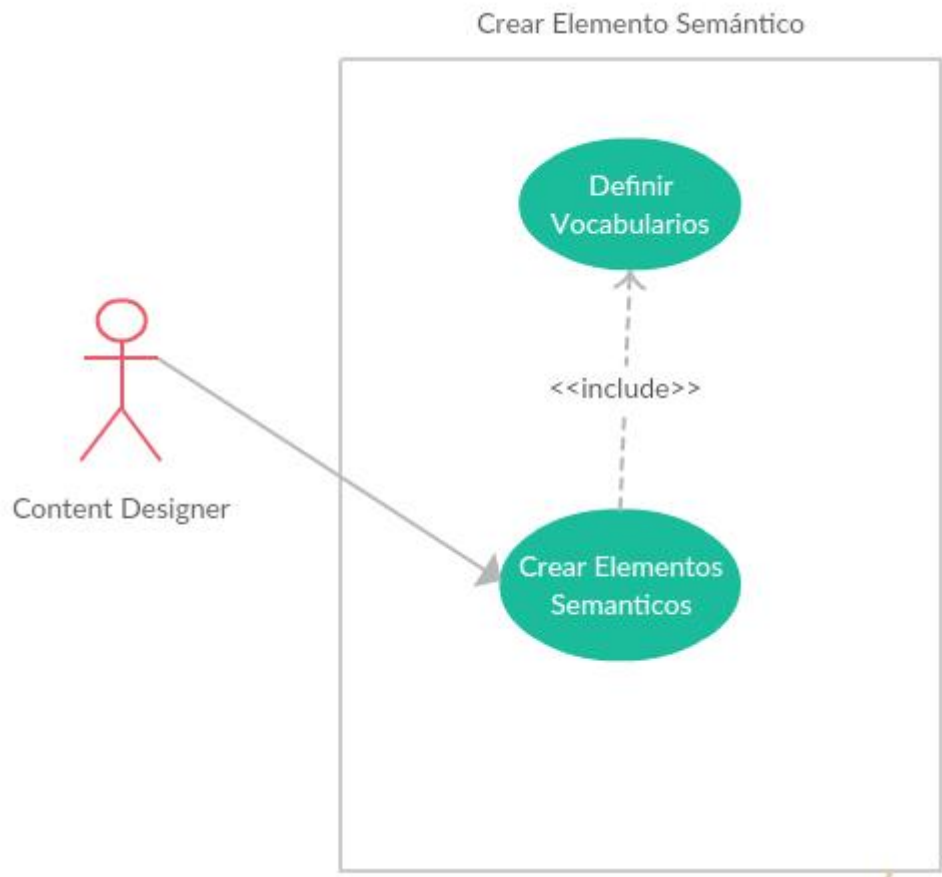 Crear Elemento Semántico
Definir
Vocabularios
<<include>>
Content Designer
Crear Elementos
Semanticos